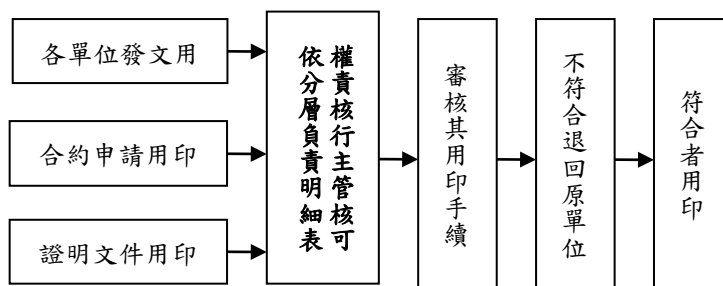 各單位發文用
合約申請用印
證明文件用印
權責核行主管核可
依分層負責明細表
審核其用印手續
不符合退回原單位
符合者用印